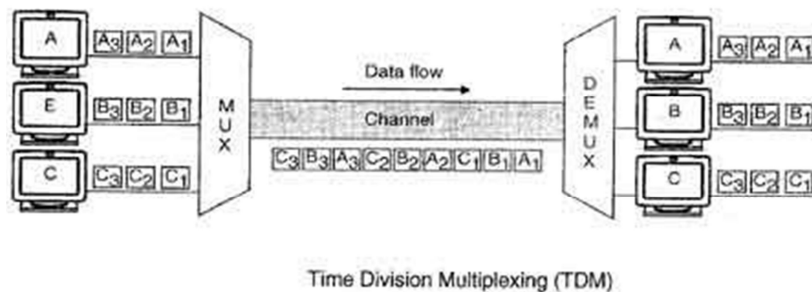 A A3 A2 A1
A A3 A2 A1
Data flow
E B3 B2 B1
MUX
Channel
DEMUX
B B3 B2 B1
C3 B3 A3 C2 B2 A2 C1 B1 A1
C C3 C2 C1
C C3 C2 C1
Time Division Multiplexing (TDM)